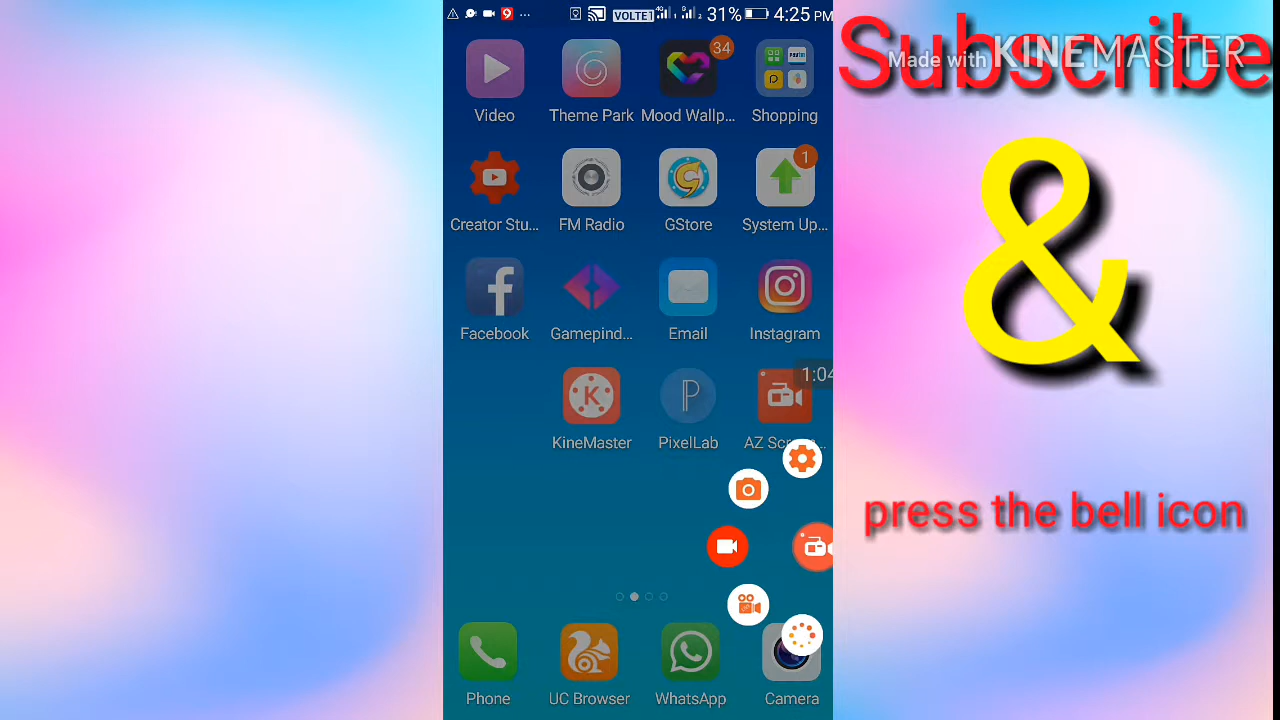 VOLTE1 31% 4:25 PM
34
Video Theme Park Mood Wallp... Shopping
1
Creator Stu... FM Radio GStore System Up...
Facebook Gamepind... Email Instagram
1:04
KineMaster PixelLab AZ Scr...
Phone UC Browser WhatsApp Camera
Subscribe
Made with KINEMASTER
&
press the bell icon